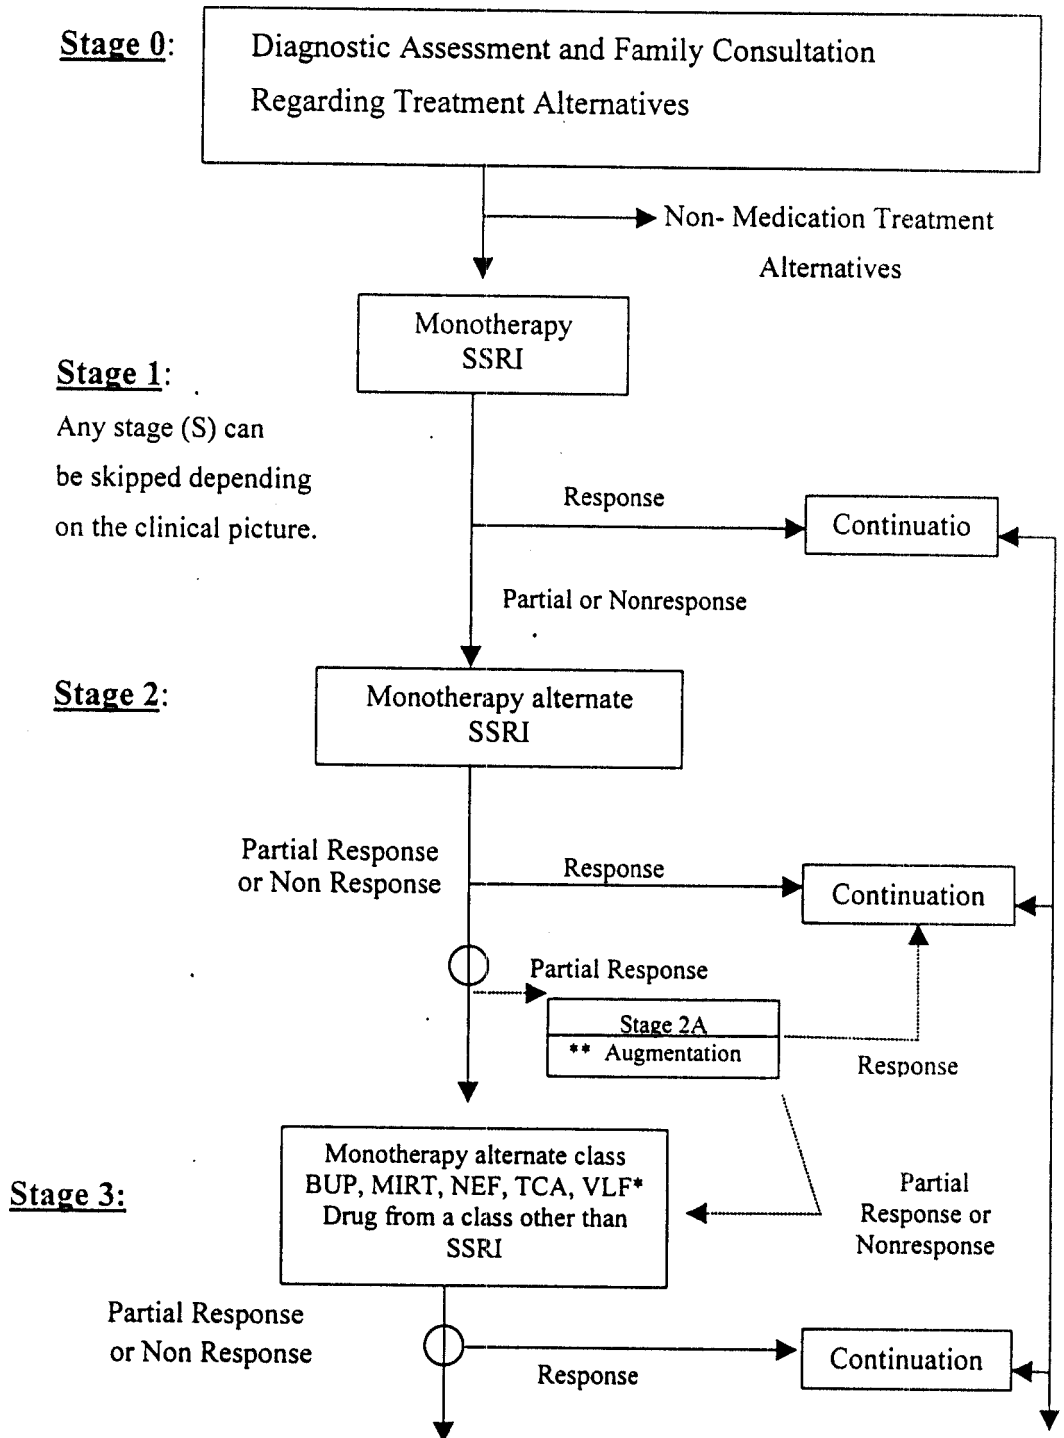 Stage 0:
Diagnostic Assessment and Family Consultation
Regarding Treatment Alternatives
Non- Medication Treatment
Alternatives
Monotherapy
SSRI
Stage 1:
Any stage (S) can
be skipped depending
on the clinical picture.
Response
Continuatio
Partial or Nonresponse
Stage 2:
Monotherapy alternate
SSRI
Partial Response
or Non Response
Response
Continuation
Partial Response
Stage 2A
** Augmentation
Response
Stage 3:
Monotherapy alternate class
BUP, MIRT, NEF, TCA, VLF*
Drug from a class other than
SSRI
Partial
Response or
Nonresponse
Partial Response
or Non Response
Response
Continuation